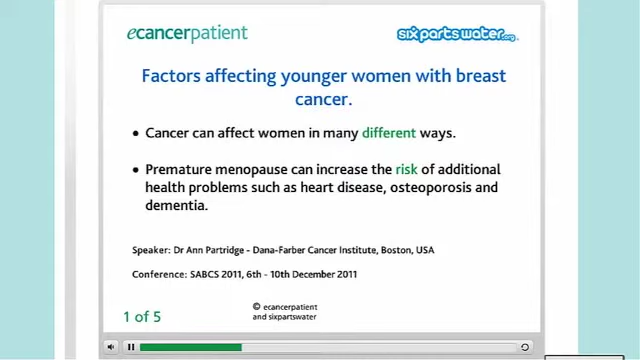 ecancerpatient
sixpartswater.org
Factors affecting younger women with breast
cancer.
• Cancer can affect women in many different ways.
• Premature menopause can increase the risk of additional
health problems such as heart disease, osteoporosis and
dementia.
Speaker: Dr Ann Partridge - Dana-Farber Cancer Institute, Boston, USA
Conference: SABCS 2011, 6th - 10th December 2011
© ecancerpatient
and sixpartswater
1 of 5